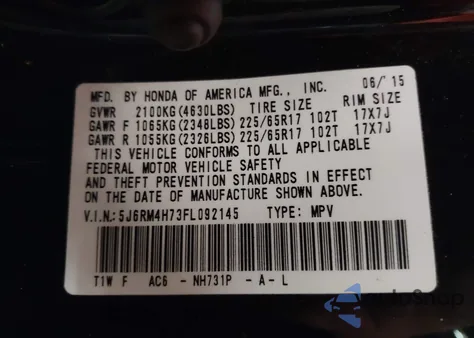 MFD. BY HONDA OF AMERICA MFG., INC. 06/15
GVWR 2100KG(4630LBS) TIRE SIZE RIM SIZE
GAWR F 1065KG(2348LBS) 225/65R17 102T 17X7J
GAWR R 1055KG(2326LBS) 225/65R17 102T 17X7J
THIS VEHICLE CONFORMS TO ALL APPLICABLE
FEDERAL MOTOR VEHICLE SAFETY
AND THEFT PREVENTION STANDARDS IN EFFECT
ON THE DATE OF MANUFACTURE SHOWN ABOVE.
V.I.N.:5J6RM4H73FL092145 TYPE: MPV
T1W F AC6 - NH731P - A - L
AutoShop